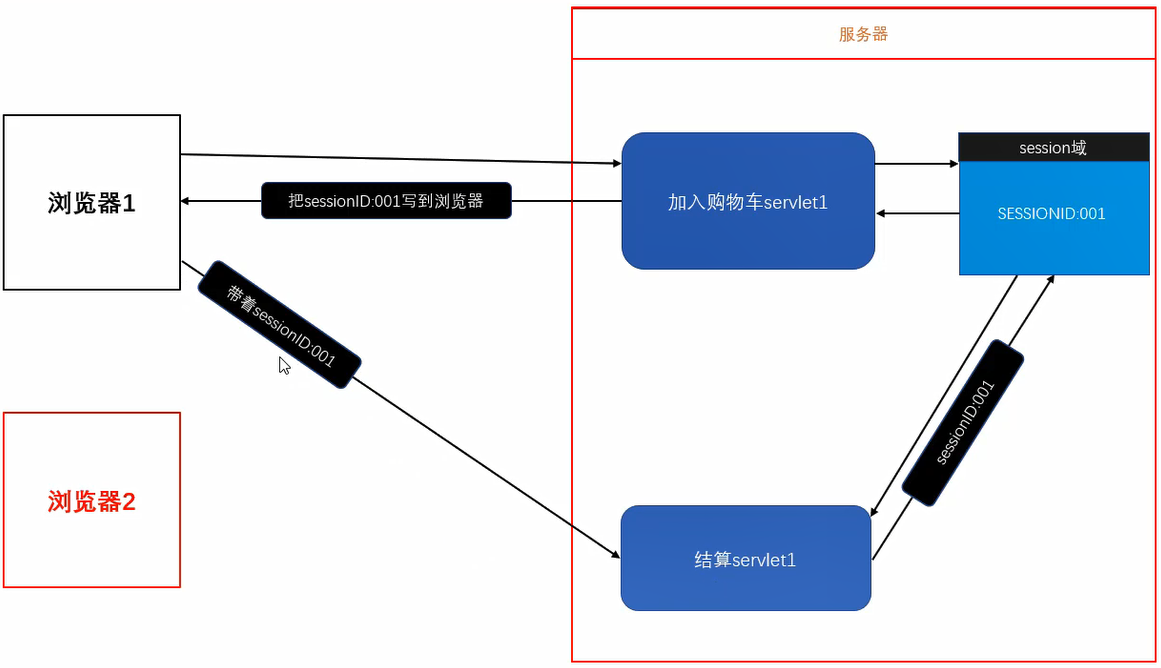 服务器
浏览器1
把sessionID:001写到浏览器
加入购物车servlet1
session域
SESSIONID:001
带着sessionID:001
sessionID:001
浏览器2
结算servlet1